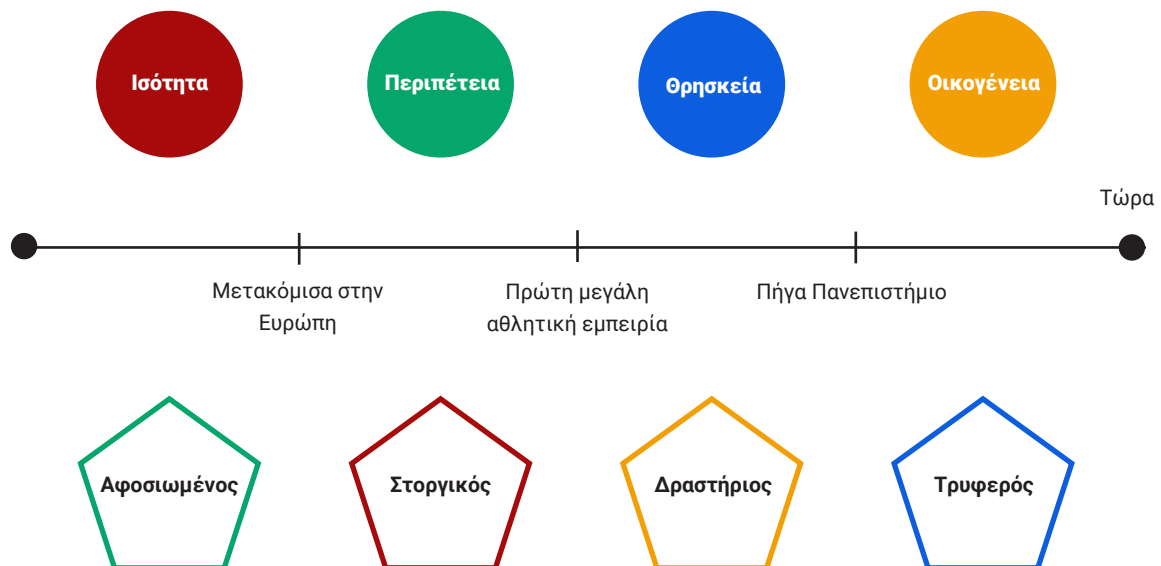 Ισότητα
Περιπέτεια
Θρησκεία
Οικογένεια
Τώρα
Μετακόμισα στην
Ευρώπη
Πρώτη μεγάλη
αθλητική εμπειρία
Πήγα Πανεπιστήμιο
Αφοσιωμένος
Στοργικός
Δραστήριος
Τρυφερός